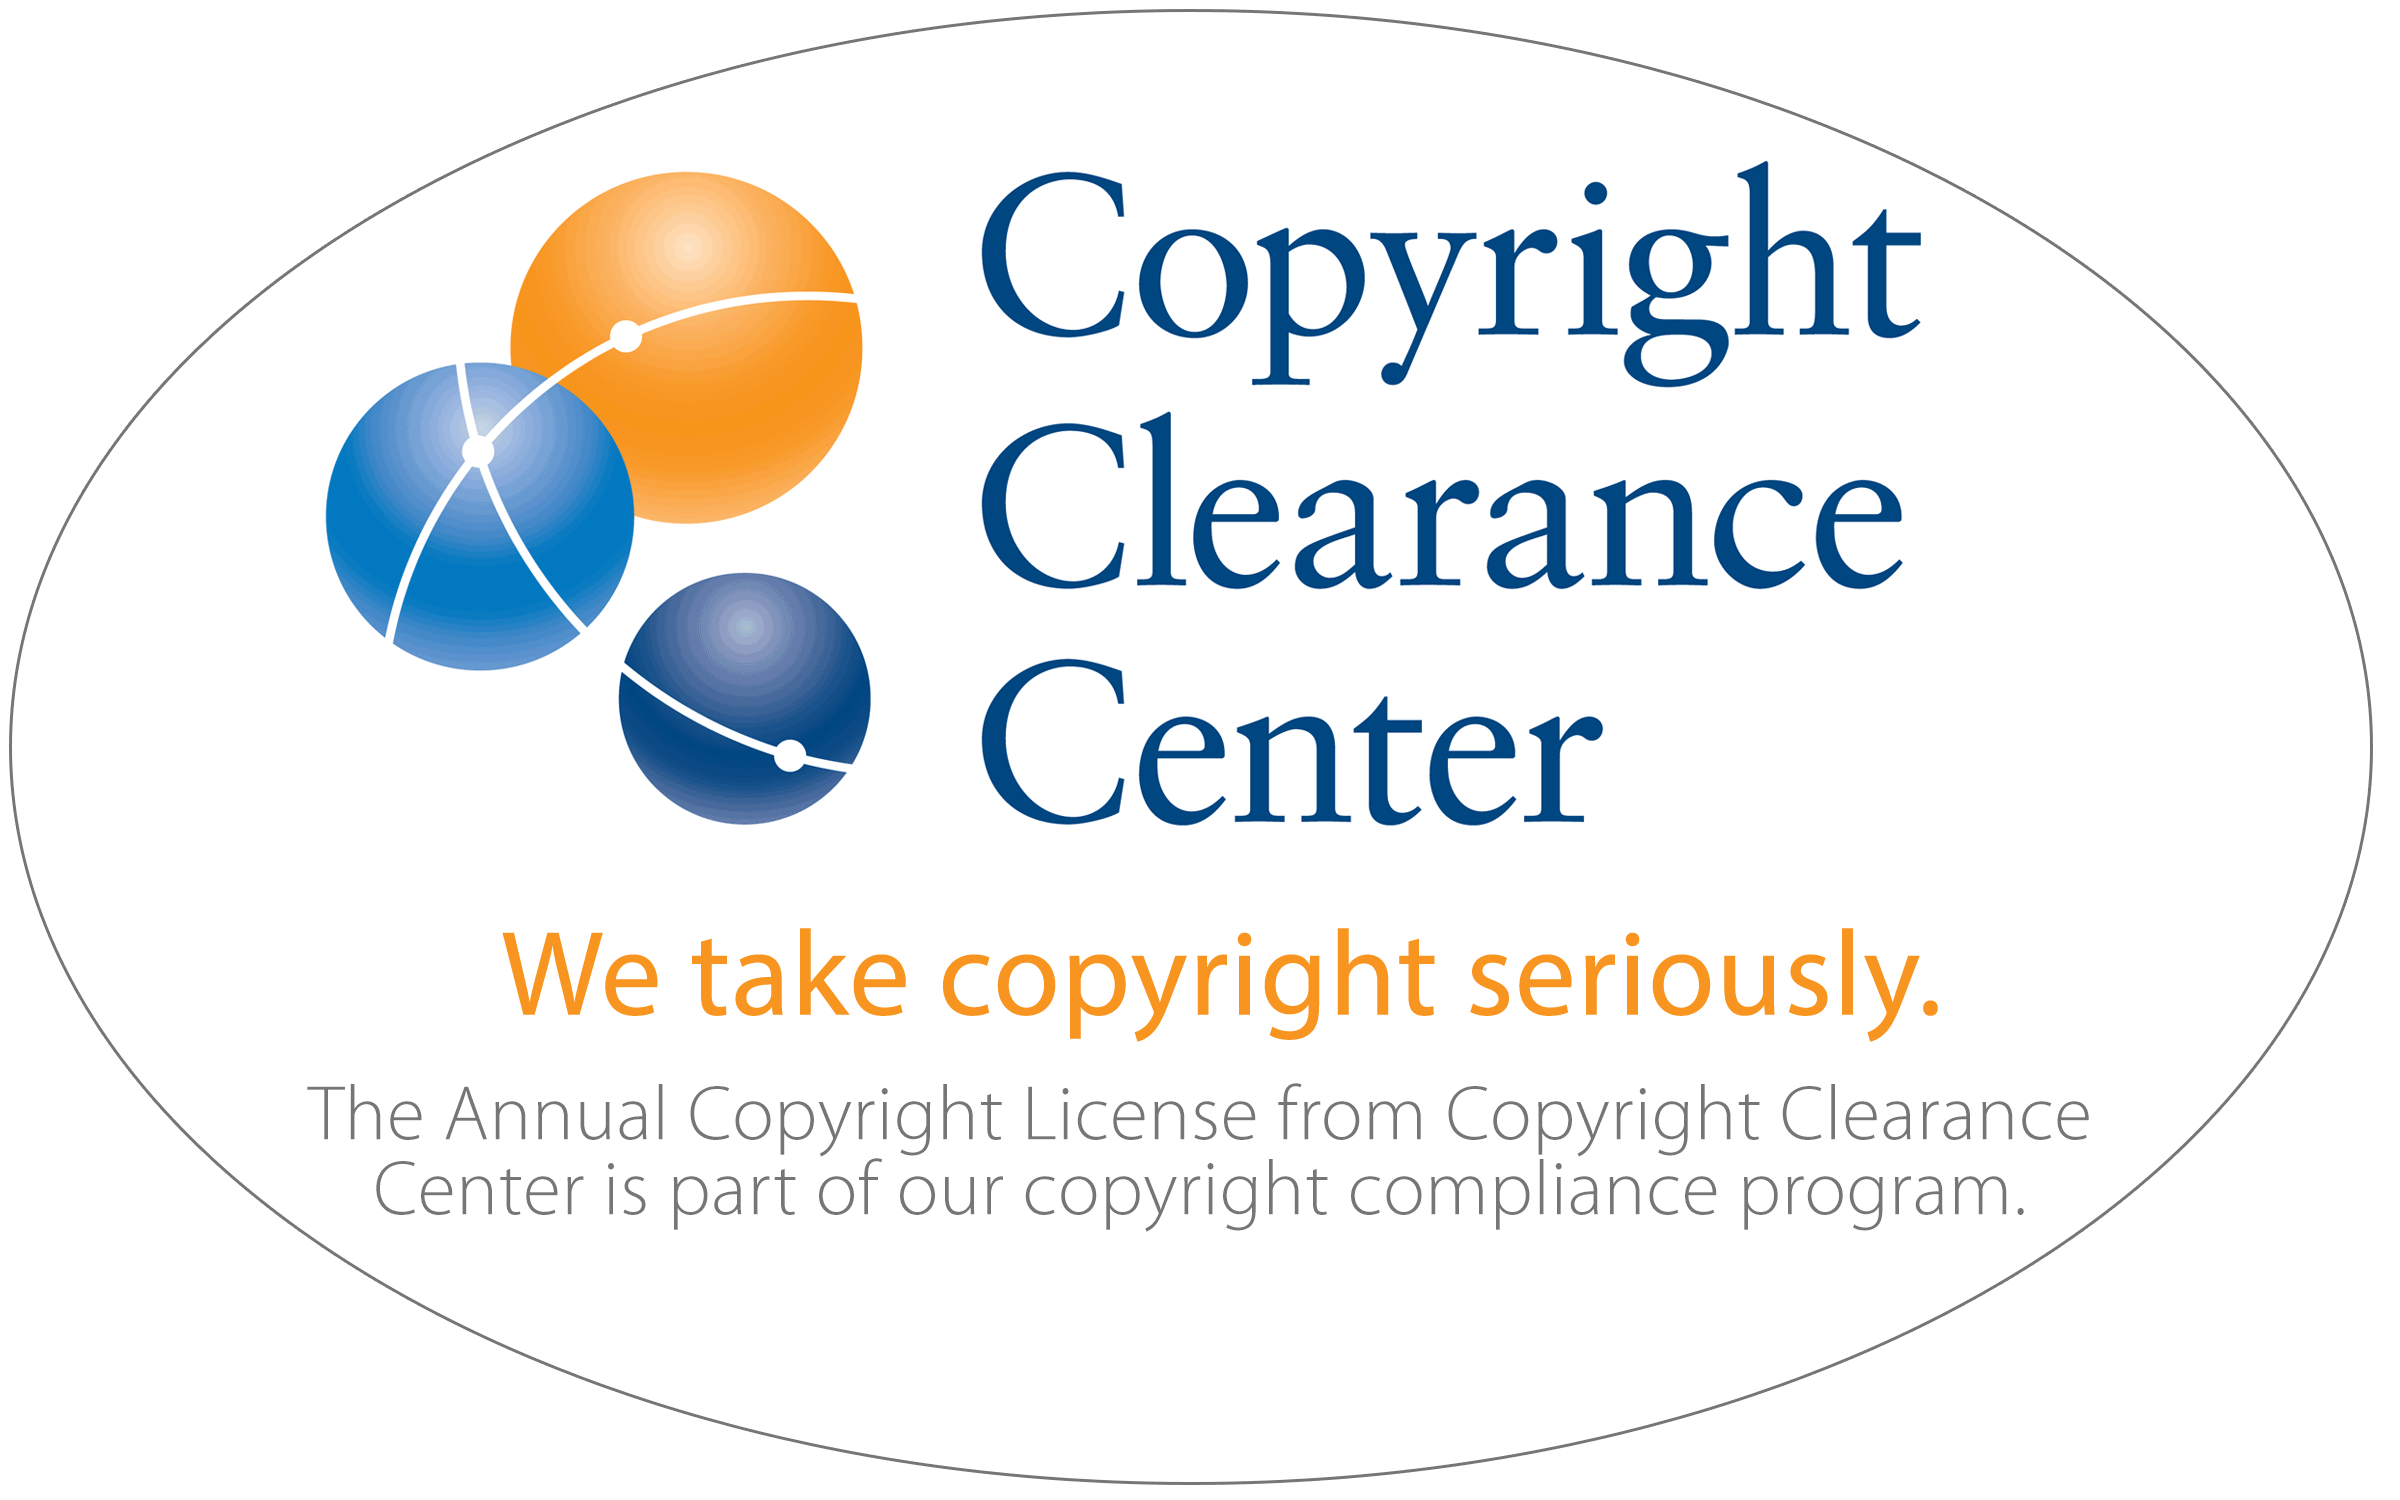 Copyright
Clearance
Center
We take copyright seriously.
The Annual Copyright License from Copyright Clearance
Center is part of our copyright compliance program.